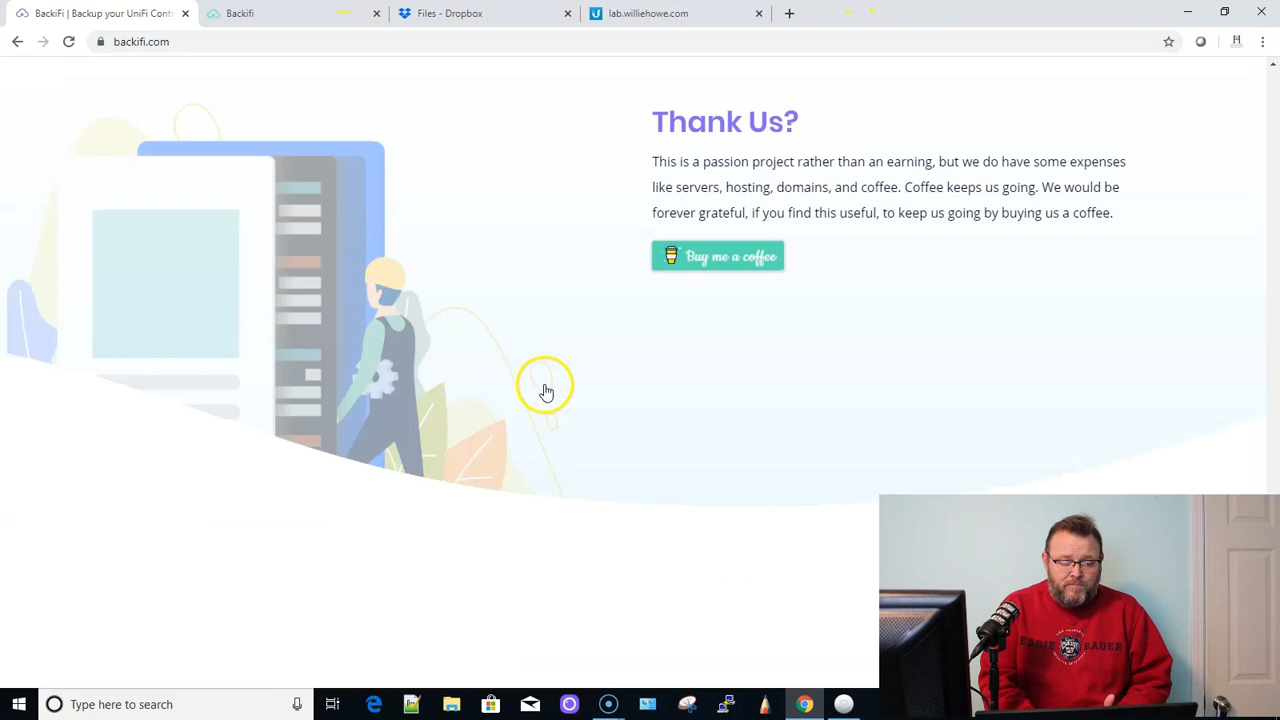 BackiFi | Backup your UniFi Cont
Backifi
Files - Dropbox
lab.williehowe.com
backifi.com
Thank Us?
This is a passion project rather than an earning, but we do have some expenses
like servers, hosting, domains, and coffee. Coffee keeps us going. We would be
forever grateful, if you find this useful, to keep us going by buying us a coffee.
Buy me a coffee
EDDIE BAUER
Type here to search